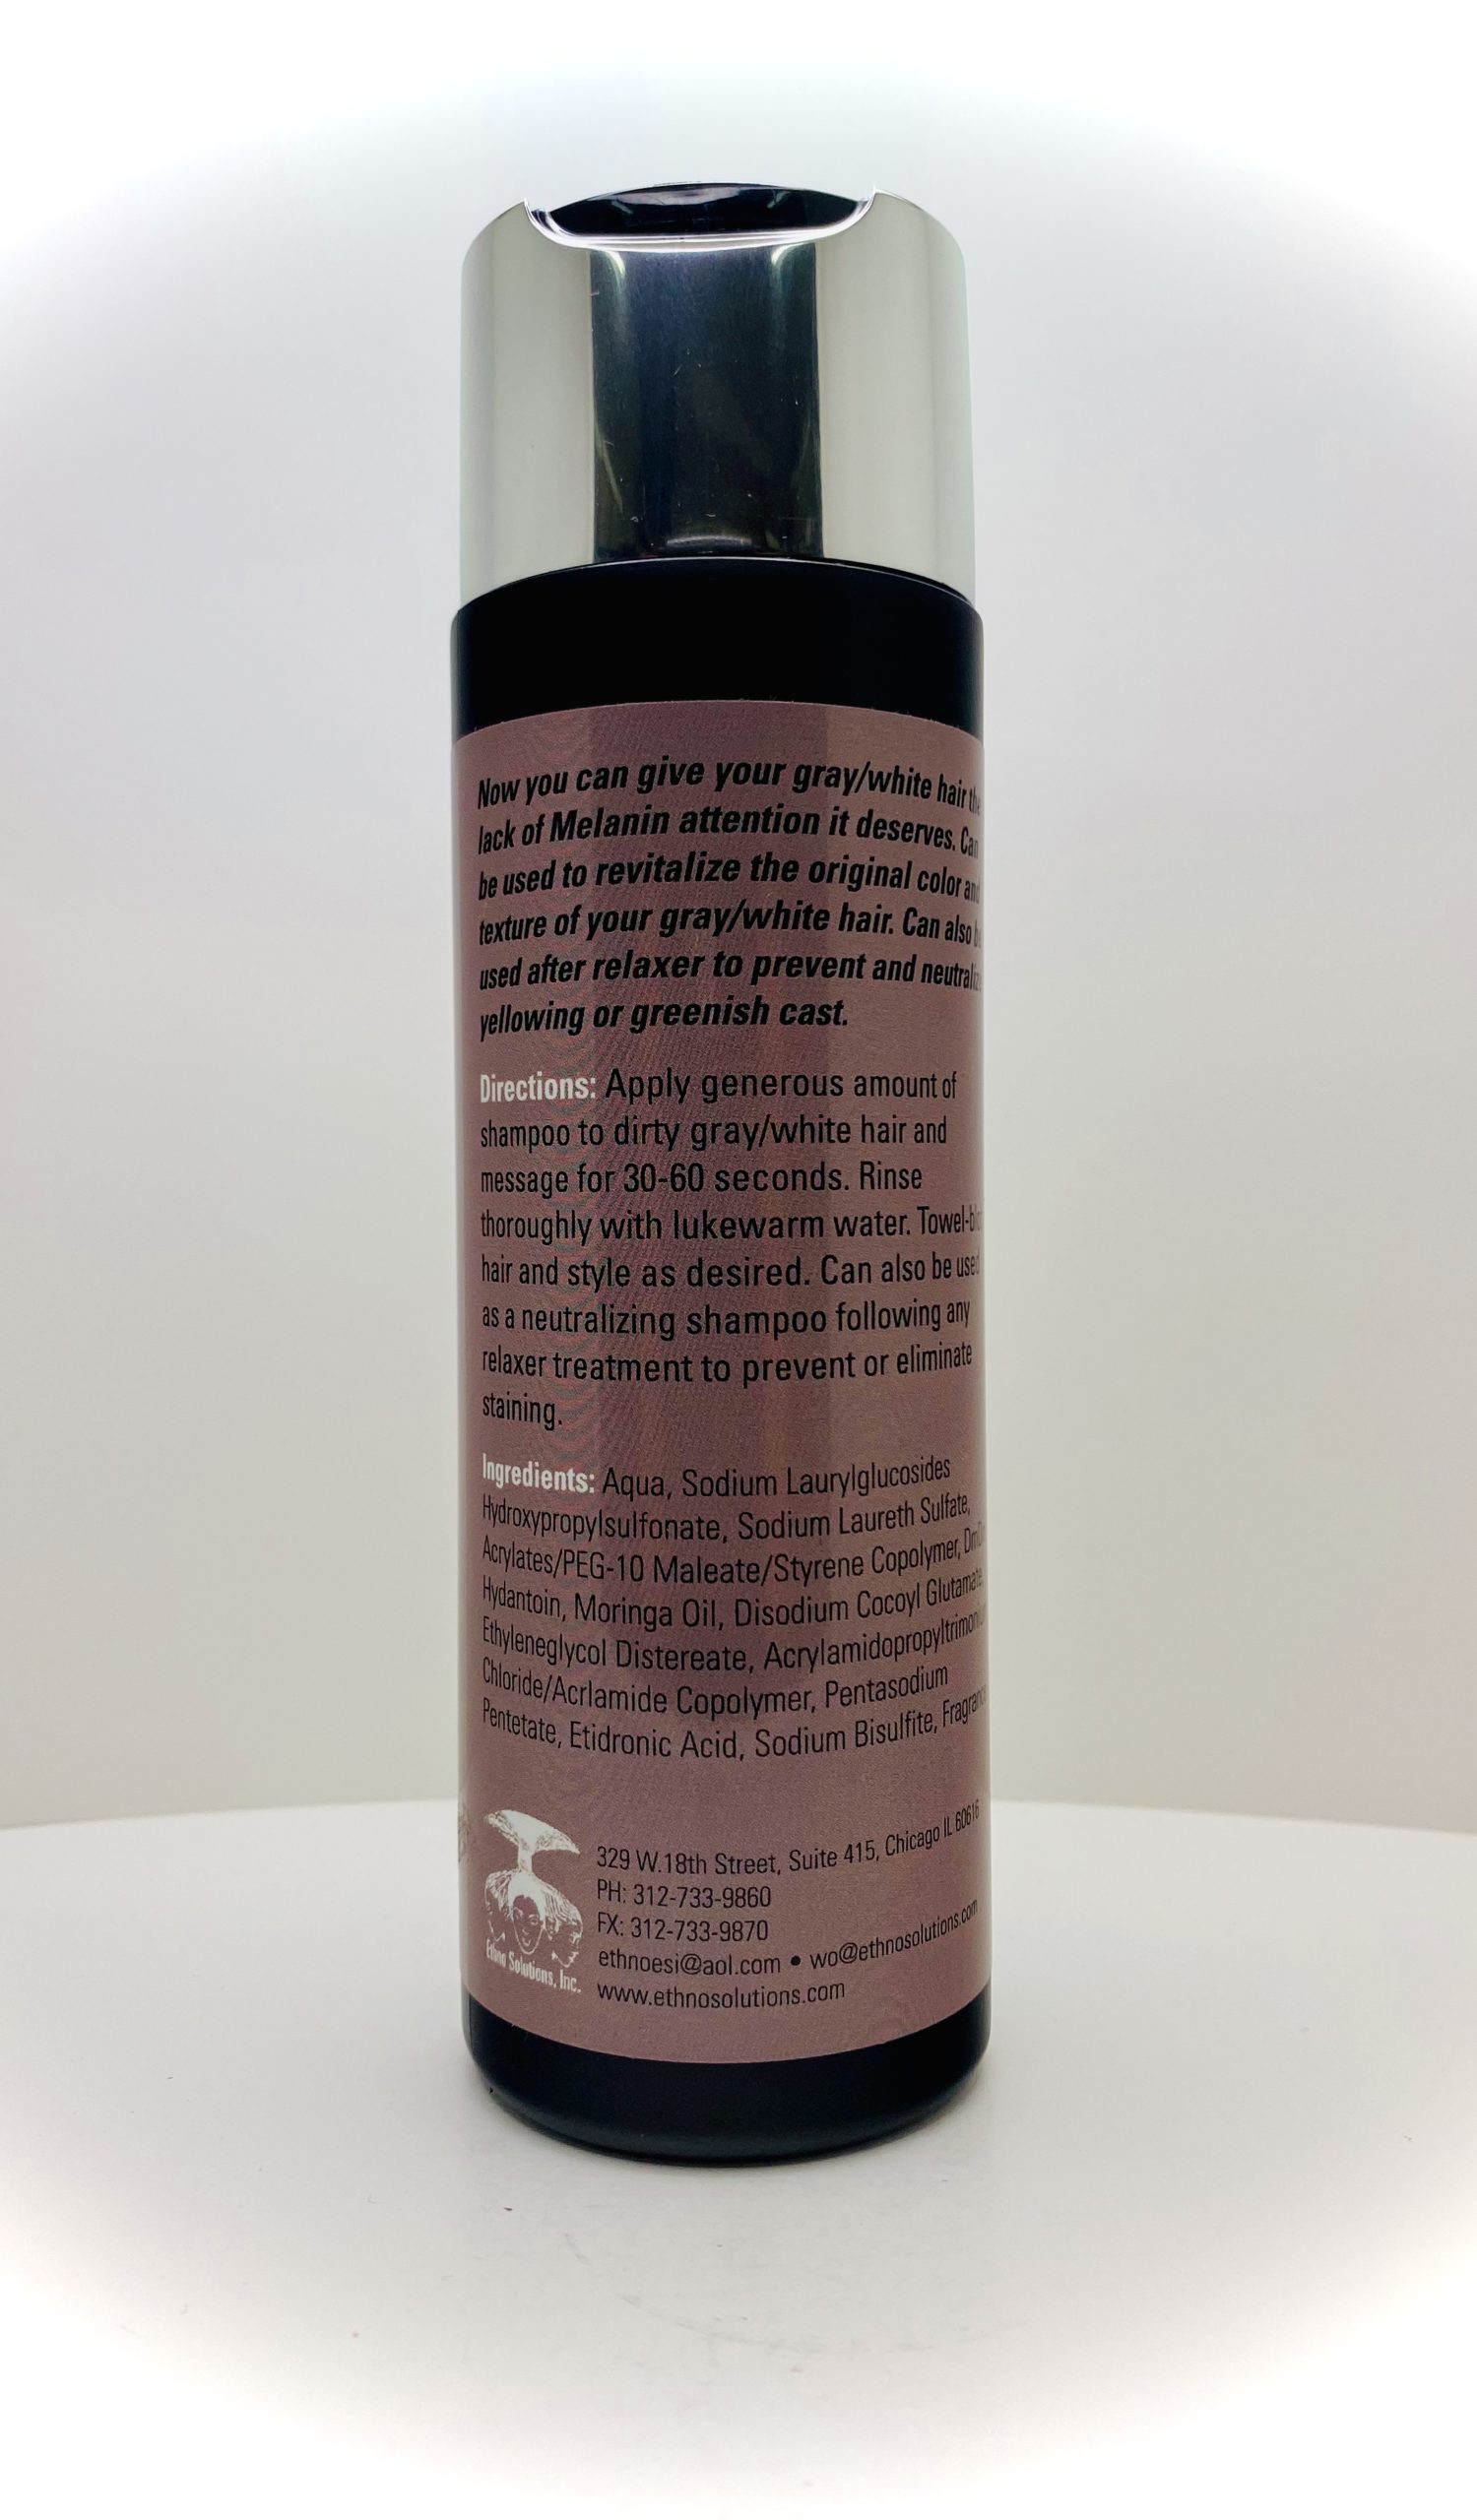 Now you can give your gray/white hair the
lack of Melanin attention it deserves. Can
be used to revitalize the original color and
texture of your gray/white hair. Can also
used after relaxer to prevent and neutralize
yellowing or greenish cast.
Directions: Apply generous amount of
shampoo to dirty gray/white hair and
message for 30-60 seconds. Rinse
thoroughly with lukewarm water.
hair and style as desired. Can also be used
as a neutralizing shampoo following any
relaxer treatment to prevent or eliminate
staining.
Ingredients: Aqua, Sodium Laurylglucosides
Hydroxypropylsulfonate, Sodium Laureth Sulfate,
Acrylates/PEG-10 Maleate/Styrene Copolymer,
Hydantoin, Moringa Oil, Disodium Cocoyl Glutamate,
Ethyleneglycol Distereate,
Chloride/Acrlamide Copolymer, Pentasodium
Pentetate, Etidronic Acid, Sodium Bisulfite,
329 W.18th Street, Suite 415, Chicago IL 60616
PH: 312-733-9860
FX: 312-733-9870
ethnoesi@aol.com • wo@ethnosolutions.com
www.ethnosolutions.com
Ethno Solutions, Inc.